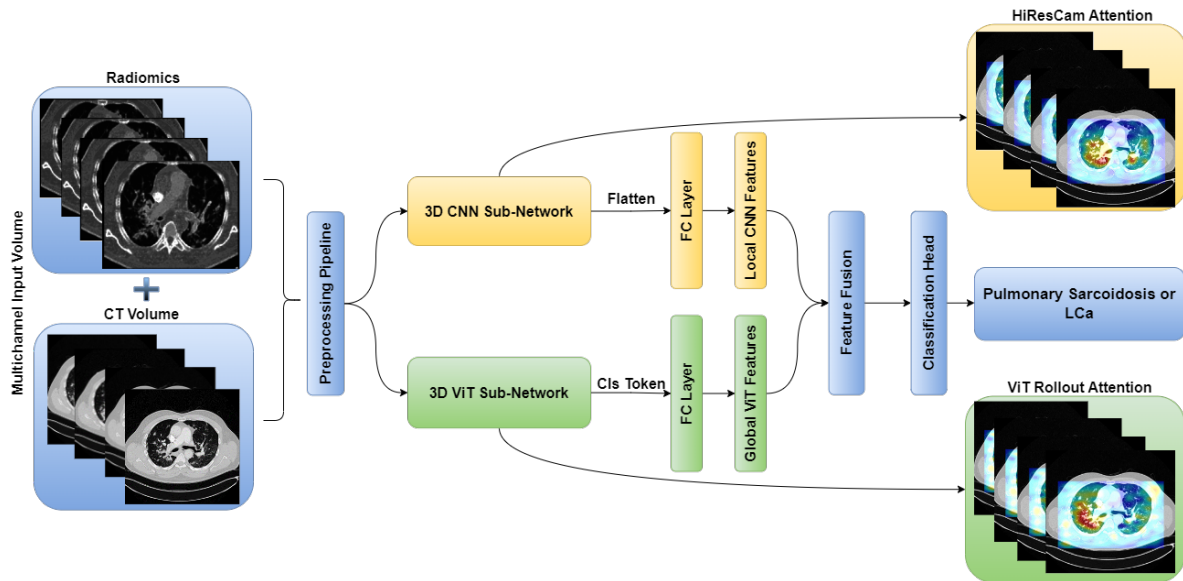 HiResCam Attention
Radiomics
Multichannel Input Volume
CT Volume
Preprocessing Pipeline
3D CNN Sub-Network
Flatten
FC Layer
Local CNN Features
3D ViT Sub-Network
Cls Token
FC Layer
Global ViT Features
Feature Fusion
Classification Head
Pulmonary Sarcoidosis or
LCa
ViT Rollout Attention